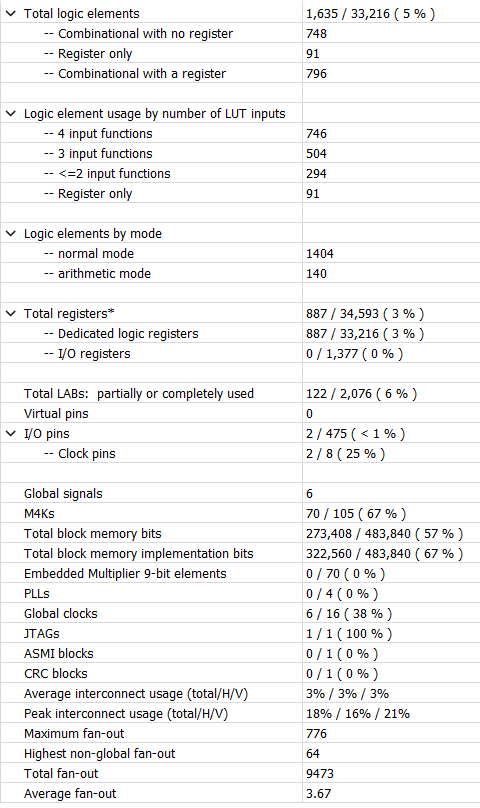 Total logic elements 1,635 / 33,216 ( 5 % )
-- Combinational with no register 748
-- Register only 91
-- Combinational with a register 796
Logic element usage by number of LUT inputs
-- 4 input functions 746
-- 3 input functions 504
-- <=2 input functions 294
-- Register only 91
Logic elements by mode
-- normal mode 1404
-- arithmetic mode 140
Total registers* 887 / 34,593 ( 3 % )
-- Dedicated logic registers 887 / 33,216 ( 3 % )
-- I/O registers 0 / 1,377 ( 0 % )
Total LABs: partially or completely used 122 / 2,076 ( 6 % )
Virtual pins 0
I/O pins 2 / 475 ( < 1 % )
-- Clock pins 2 / 8 ( 25 % )
Global signals 6
M4Ks 70 / 105 ( 67 % )
Total block memory bits 273,408 / 483,840 ( 57 % )
Total block memory implementation bits 322,560 / 483,840 ( 67 % )
Embedded Multiplier 9-bit elements 0 / 70 ( 0 % )
PLLs 0 / 4 ( 0 % )
Global clocks 6 / 16 ( 38 % )
JTAGs 1 / 1 ( 100 % )
ASMI blocks 0 / 1 ( 0 % )
CRC blocks 0 / 1 ( 0 % )
Average interconnect usage (total/H/V) 3% / 3% / 3%
Peak interconnect usage (total/H/V) 18% / 16% / 21%
Maximum fan-out 776
Highest non-global fan-out 64
Total fan-out 9473
Average fan-out 3.67